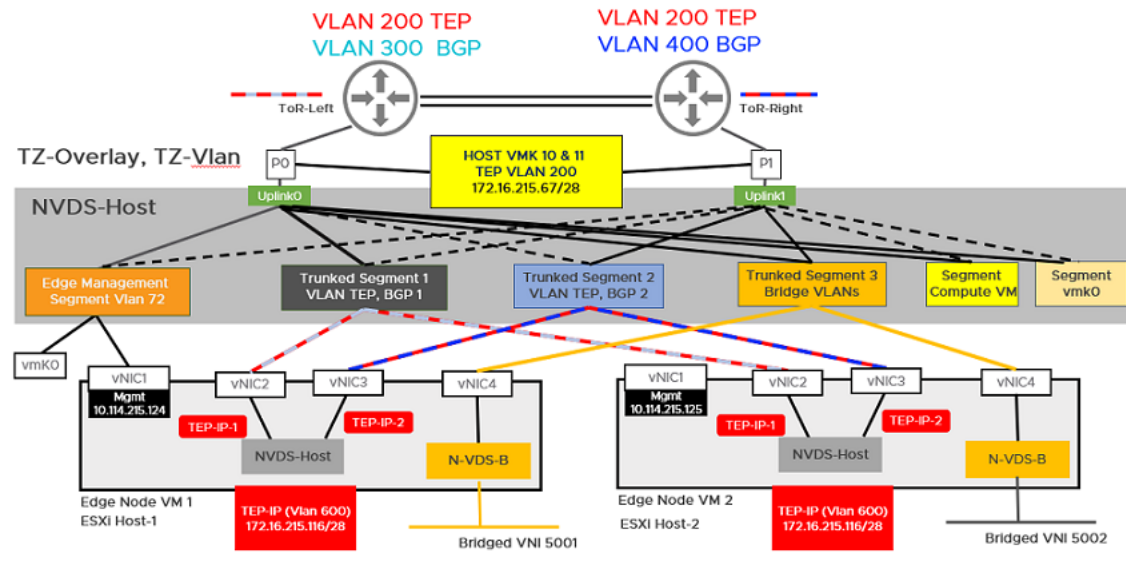 VLAN 200 TEP
VLAN 300 BGP
VLAN 200 TEP
VLAN 400 BGP
ToR-Left
ToR-Right
TZ-Overlay, TZ-Vlan
P0
HOST VMK 10 & 11
TEP VLAN 200
172.16.215.67/28
P1
Uplink0
Uplink1
NVDS-Host
Edge Management
Segment Vlan 72
Trunked Segment 1
VLAN TEP, BGP 1
Trunked Segment 2
VLAN TEP, BGP 2
Trunked Segment 3
Bridge VLANs
Segment
Compute VM
Segment
vmk0
vmK0
vNIC1
Mgmt
10.114.215.124
vNIC2
vNIC3
vNIC4
TEP-IP-1
TEP-IP-2
NVDS-Host
N-VDS-B
Edge Node VM 1
ESXi Host-1
TEP-IP (Vlan 600)
172.16.215.116/28
Bridged VNI 5001
vNIC1
Mgmt
10.114.215.125
vNIC2
vNIC3
vNIC4
TEP-IP-1
TEP-IP-2
NVDS-Host
N-VDS-B
Edge Node VM 2
ESXi Host-2
TEP-IP (Vlan 600)
172.16.215.116/28
Bridged VNI 5002